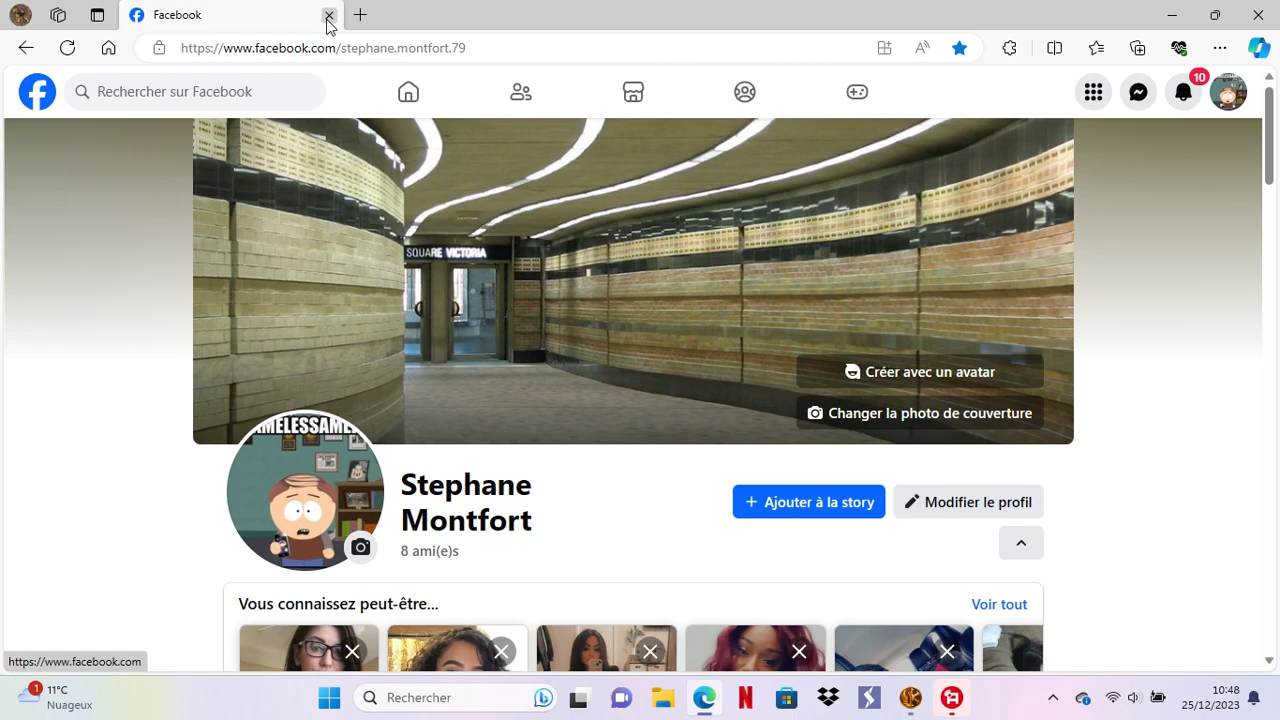 Facebook
https://www.facebook.com/stephane.montfort.79
Rechercher sur Facebook
10
SQUARE VICTORIA
Créer avec un avatar
Changer la photo de couverture
MELESSAME
Stephane
Montfort
8 ami(e)s
Ajouter à la story
Modifier le profil
Vous connaissez peut-être...
Voir tout
https://www.facebook.com
1
11°C
Nuageux
Rechercher
10:48
25/12/2023